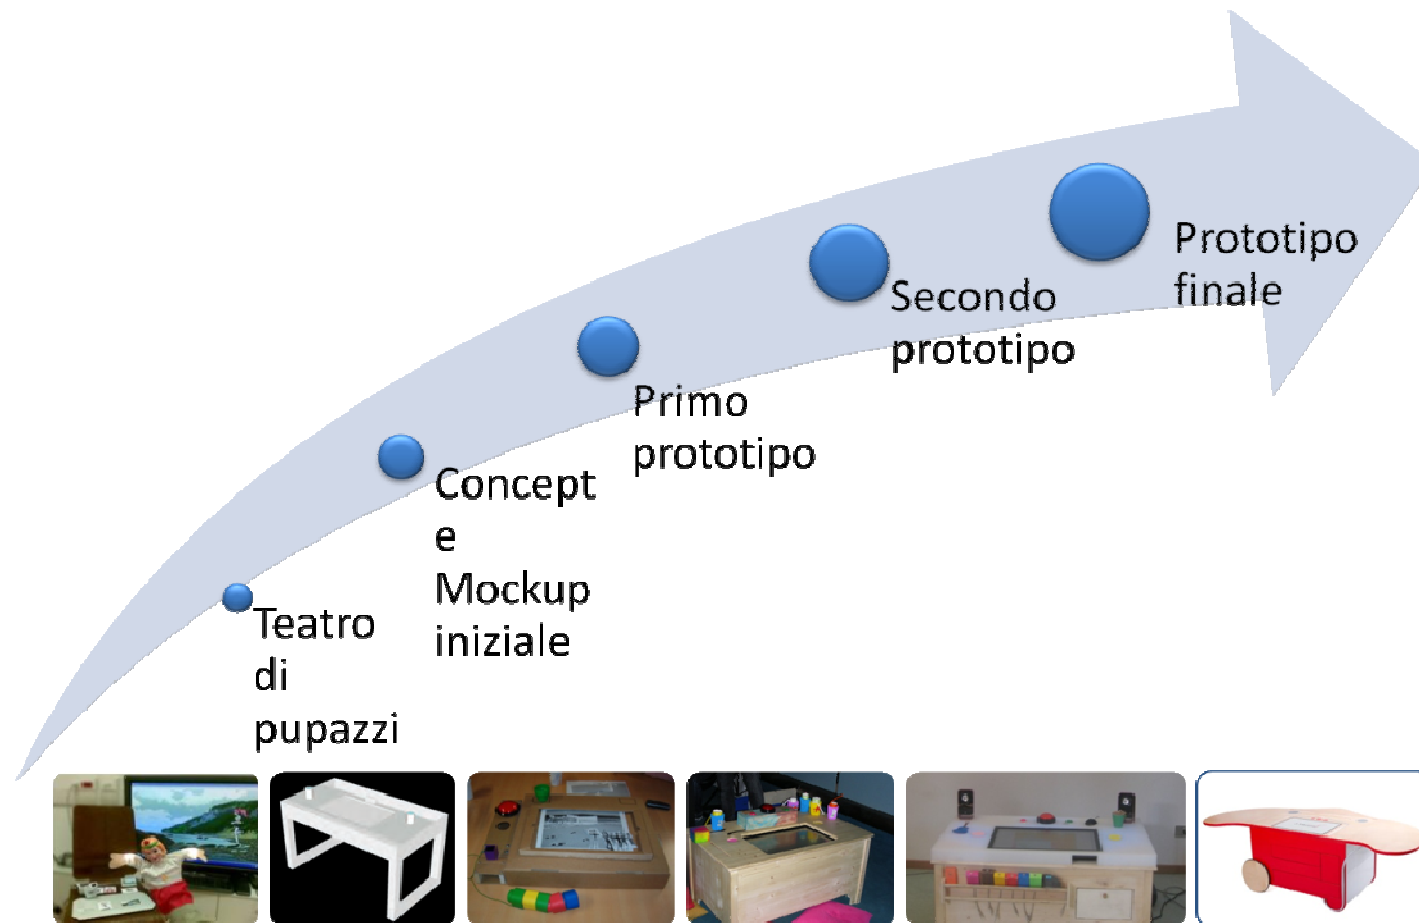 Teatro
di
pupazzi
Concept
e
Mockup
iniziale
Primo
prototipo
Secondo
prototipo
Prototipo
finale